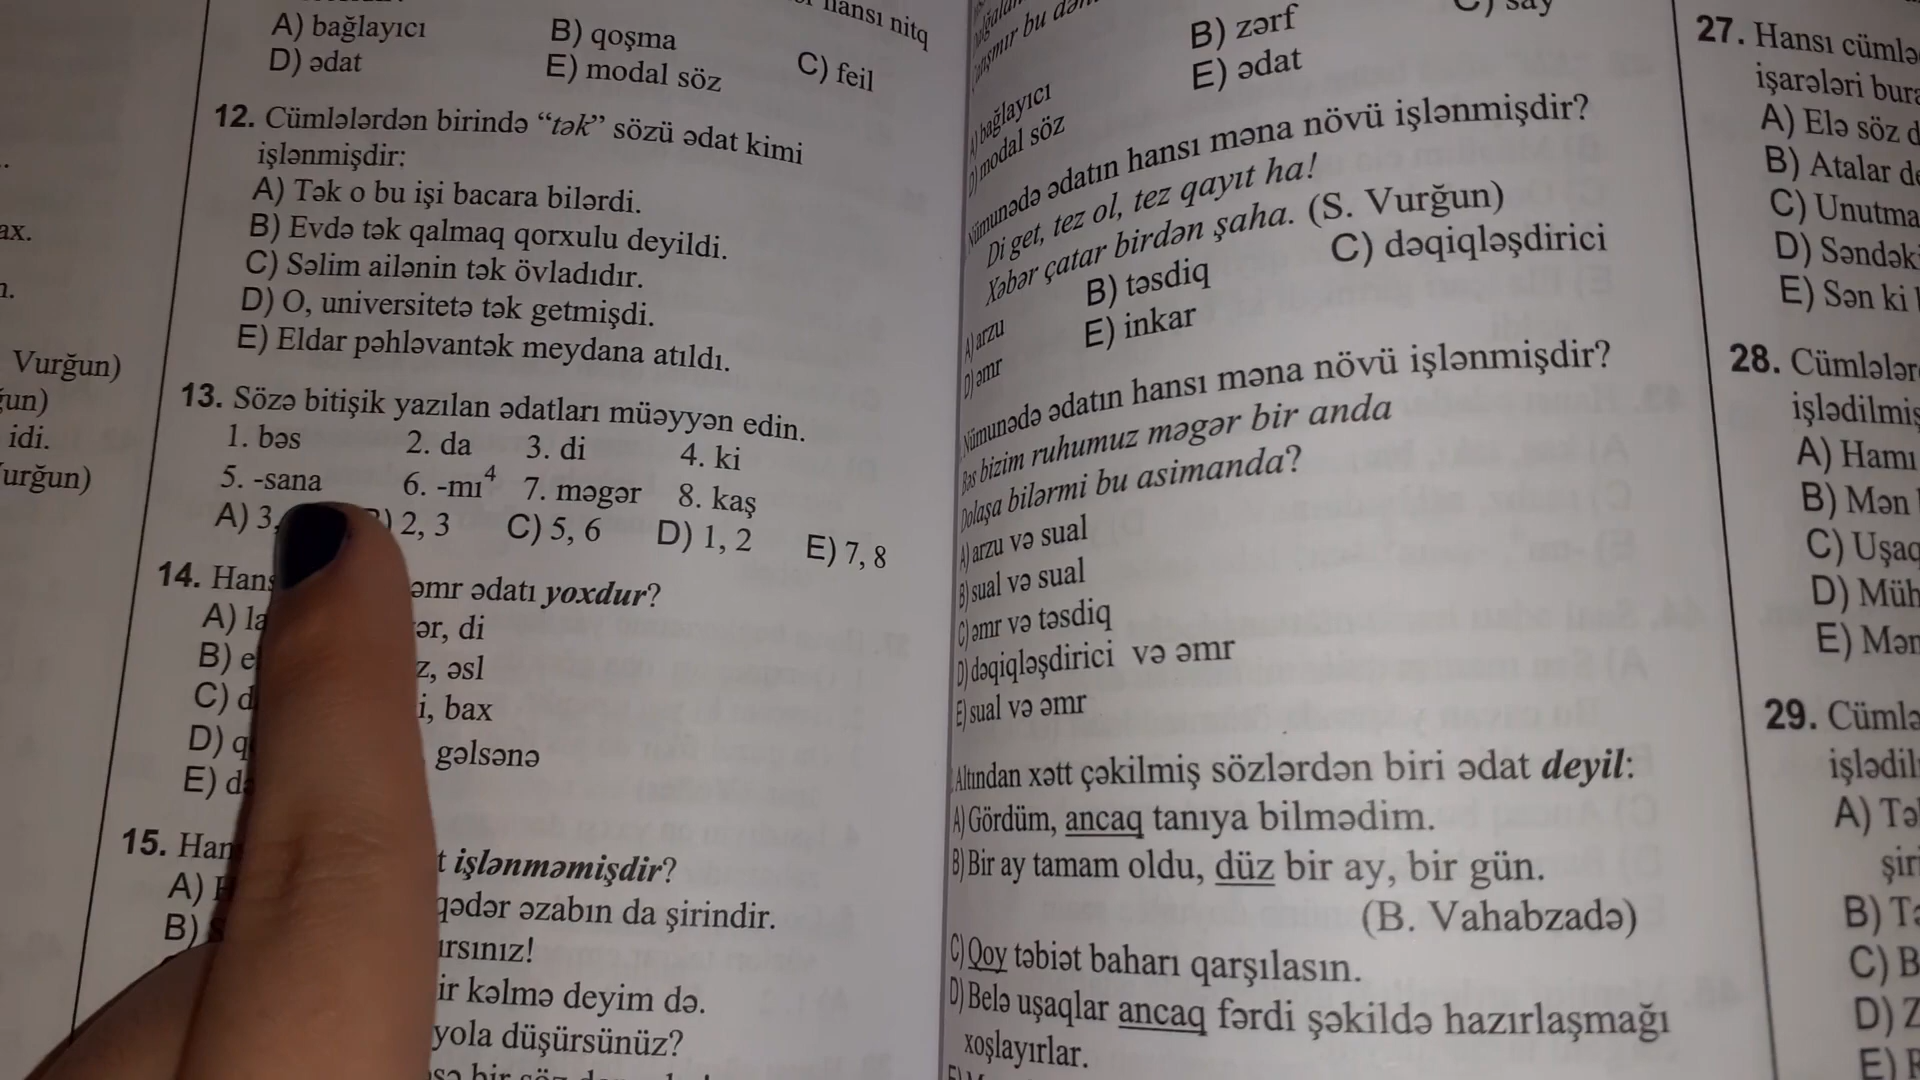 hansı nitq
A) bağlayıcı B) qoşma C) feil
D) ədat E) modal söz
12. Cümlələrdən birində “tək” sözü ədat kimi
işlənmişdir:
A) Tək o bu işi bacara bilərdi.
B) Evdə tək qalmaq qorxulu deyildi.
C) Səlim ailənin tək övladıdır.
D) O, universitetə tək getmişdi.
E) Eldar pəhləvantək meydana atıldı.
13. Sözə bitişik yazılan ədatları müəyyən edin.
1. bəs 2. da 3. di 4. ki
5. -sana 6. -mı⁴ 7. məgər 8. kaş
A) 3, B) 2, 3 C) 5, 6 D) 1, 2 E) 7, 8
14. Hans əmr ədatı yoxdur?
A) la ər, di
B) e z, əsl
C) d i, bax
D) q gəlsənə
E) də
15. Han t işlənməmişdir?
A) H qədər əzabın da şirindir.
B) S ırsınız!
ir kəlmə deyim də.
yola düşürsünüz?
Vurğun)
ğun)
idi.
urğun)
bu
B) zərf C) say
E) ədat
A) bağlayıcı
D) modal söz
Nümunədə ədatın hansı məna növü işlənmişdir?
Di get, tez ol, tez qayıt ha!
Xəbər çatar birdən şaha. (S. Vurğun)
A) arzu B) təsdiq C) dəqiqləşdirici
D) əmr E) inkar
Nümunədə ədatın hansı məna növü işlənmişdir?
Bəs bizim ruhumuz məgər bir anda
Dolaşa bilərmi bu asimanda?
A) arzu və sual
B) sual və sual
C) əmr və təsdiq
D) dəqiqləşdirici və əmr
E) sual və əmr
Altından xətt çəkilmiş sözlərdən biri ədat deyil:
A) Gördüm, ancaq tanıya bilmədim.
B) Bir ay tamam oldu, düz bir ay, bir gün.
(B. Vahabzadə)
C) Qoy təbiət baharı qarşılasın.
D) Belə uşaqlar ancaq fərdi şəkildə hazırlaşmağı
xoşlayırlar.
27. Hansı cümlə
işarələri bura
A) Elə söz d
B) Atalar de
C) Unutma
D) Səndək
E) Sən ki
28. Cümlələr
işlədilmiş
A) Hamı
B) Mən
C) Uşaq
D) Müh
E) Mən
29. Cümlə
işlədil
A) Tə
şir
B) Tə
C) B
D) Z
E)